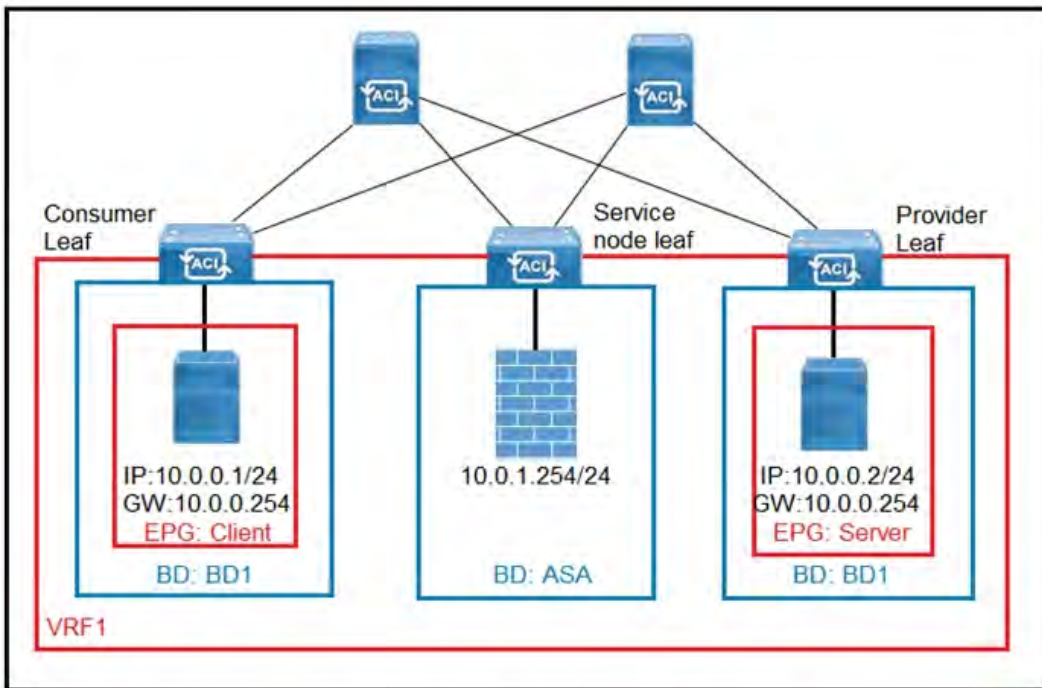 ACI
ACI
Consumer
Leaf
Service
node leaf
Provider
Leaf
ACI
ACI
ACI
IP:10.0.0.1/24
GW:10.0.0.254
EPG: Client
BD: BD1
10.0.1.254/24
BD: ASA
IP:10.0.0.2/24
GW:10.0.0.254
EPG: Server
BD: BD1
VRF1